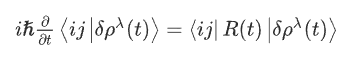 iℏ ∂/∂t ⟨ij|δρ^λ(t)⟩ = ⟨ij| R(t) |δρ^λ(t)⟩